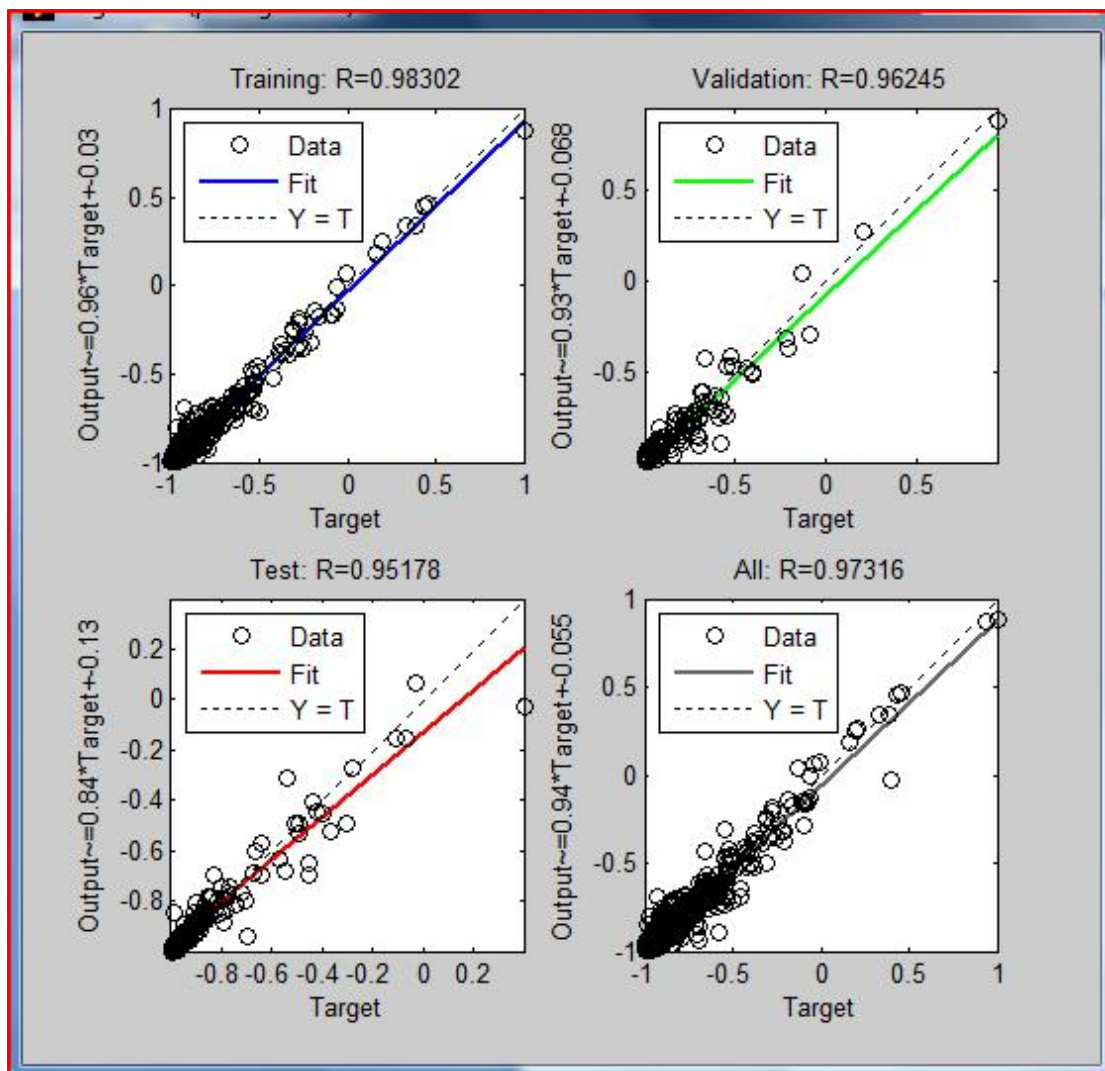 Training: R=0.98302
Output~=0.96*Target+-0.03
Data
Fit
Y = T
1
0.5
0
-0.5
-1
-1 -0.5 0 0.5 1
Target
Validation: R=0.96245
Output~=0.93*Target+-0.068
Data
Fit
Y = T
0.5
0
-0.5
-0.5 0 0.5
Target
Test: R=0.95178
Output~=0.84*Target+-0.13
Data
Fit
Y = T
0.2
0
-0.2
-0.4
-0.6
-0.8
-0.8 -0.6 -0.4 -0.2 0 0.2
Target
All: R=0.97316
Output~=0.94*Target+-0.055
Data
Fit
Y = T
1
0.5
0
-0.5
-1
-1 -0.5 0 0.5 1
Target